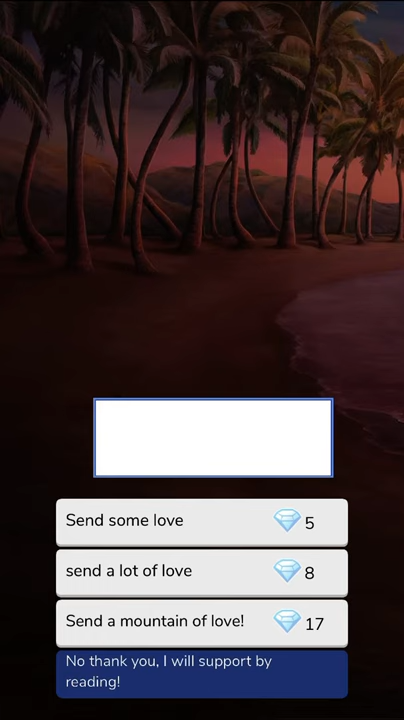 Send some love 5
send a lot of love 8
Send a mountain of love! 17
No thank you, I will support by
reading!